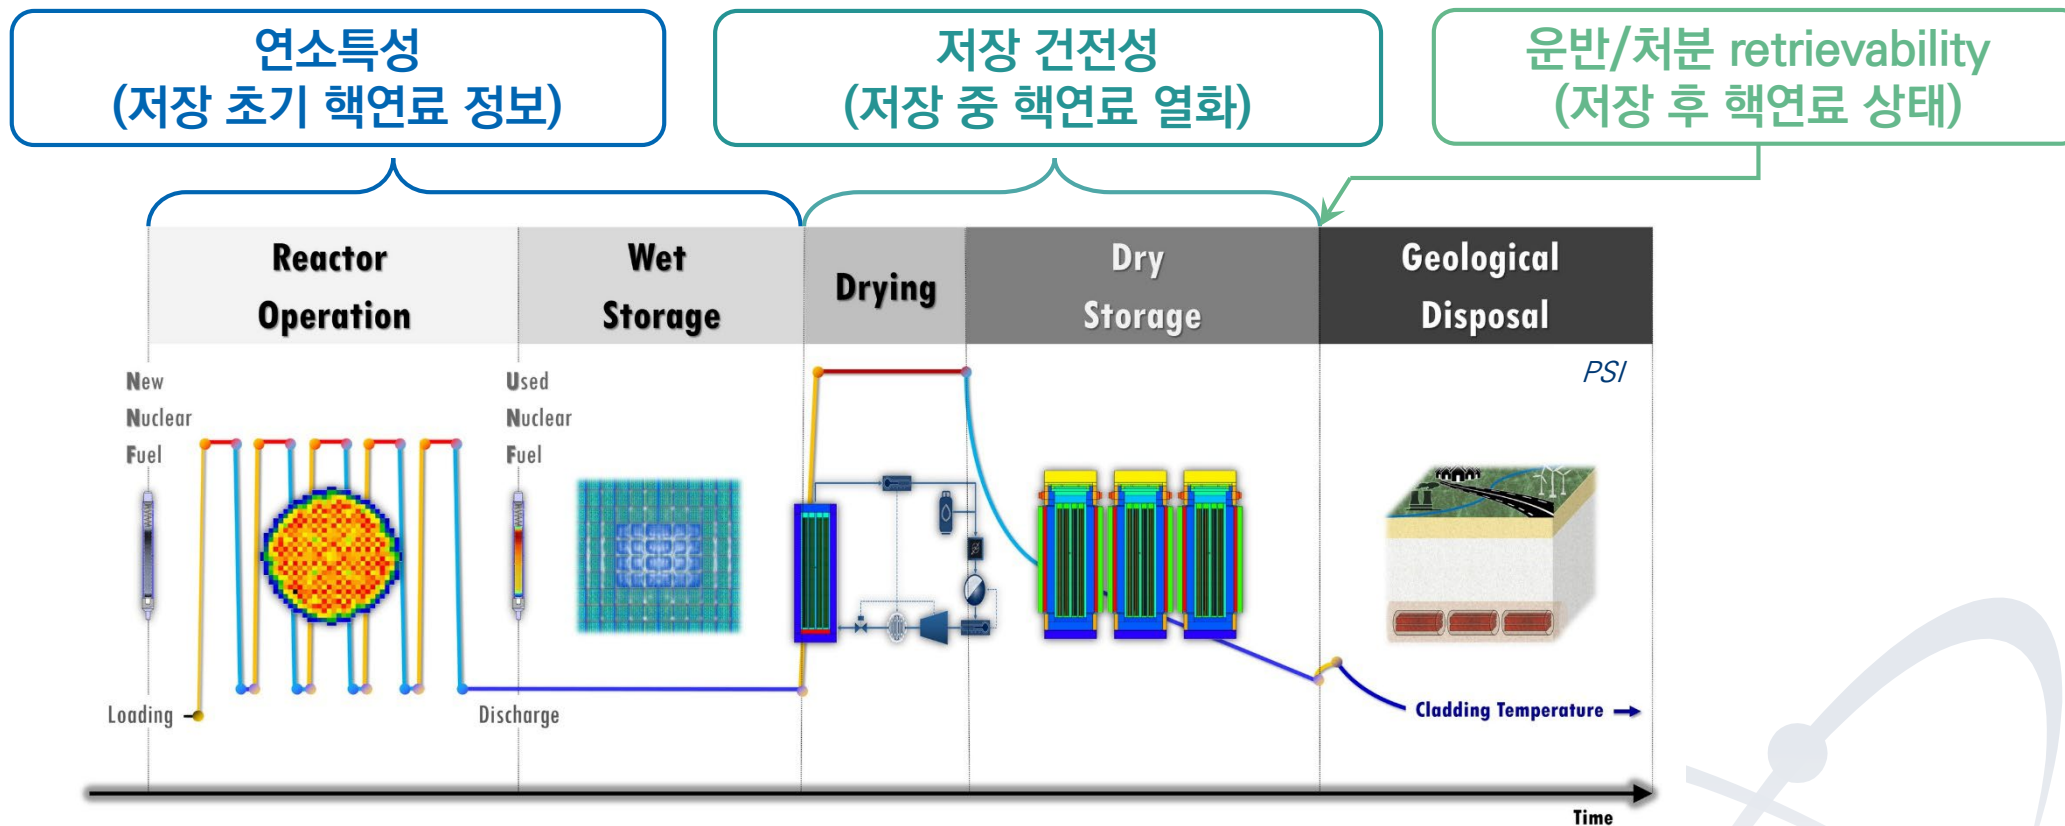 연소특성
(저장 초기 핵연료 정보)
저장 건전성
(저장 중 핵연료 열화)
운반/처분 retrievability
(저장 후 핵연료 상태)
Reactor
Operation
Wet
Storage
Drying
Dry
Storage
Geological
Disposal
PSI
New
Nuclear
Fuel
Used
Nuclear
Fuel
Loading
Discharge
Cladding Temperature
Time